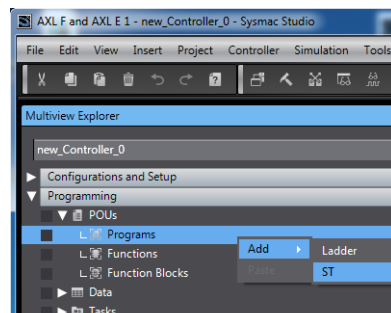 AXL F and AXL E 1 - new_Controller_0 - Sysmac Studio
File Edit View Insert Project Controller Simulation Tools
Multiview Explorer
new_Controller_0
Configurations and Setup
Programming
POUs
Programs
Add
Ladder
Functions
Paste
ST
Function Blocks
Data
Tasks